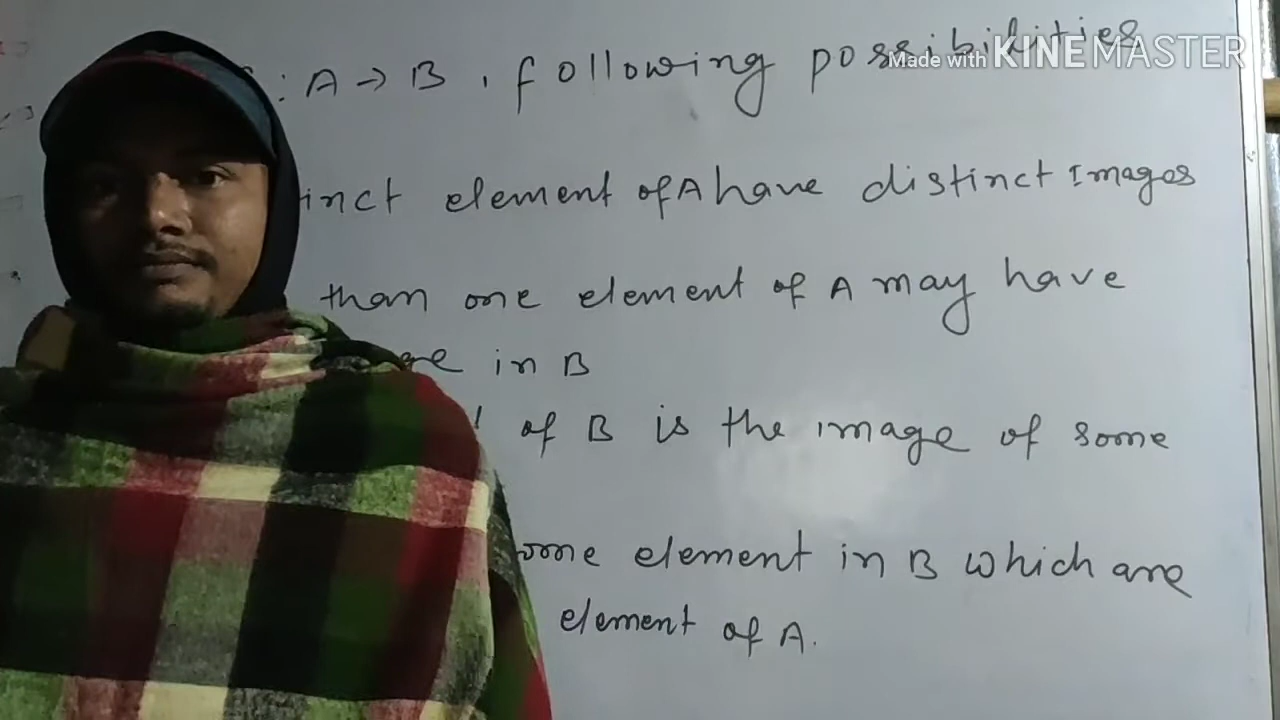 : A → B , following possibilities
Made with KINEMASTER
inct element of A have distinct Images
than one element of A may have
in B
of B is the image of some
some element in B which are
element of A.